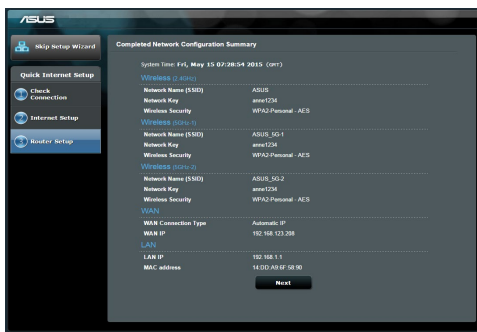 ASUS
Skip Setup Wizard
Quick Internet Setup
1 Check Connection
2 Internet Setup
3 Router Setup
Completed Network Configuration Summary
System Time: Fri, May 15 07:28:54 2015 (GMT)
Wireless (2.4GHz)
Network Name (SSID) ASUS
Network Key anne1234
Wireless Security WPA2-Personal - AES
Wireless (5GHz-1)
Network Name (SSID) ASUS_5G-1
Network Key anne1234
Wireless Security WPA2-Personal - AES
Wireless (5GHz-2)
Network Name (SSID) ASUS_5G-2
Network Key anne1234
Wireless Security WPA2-Personal - AES
WAN
WAN Connection Type Automatic IP
WAN IP 192.168.123.208
LAN
LAN IP 192.168.1.1
MAC address 14:DD:A9:6F:58:90
Next